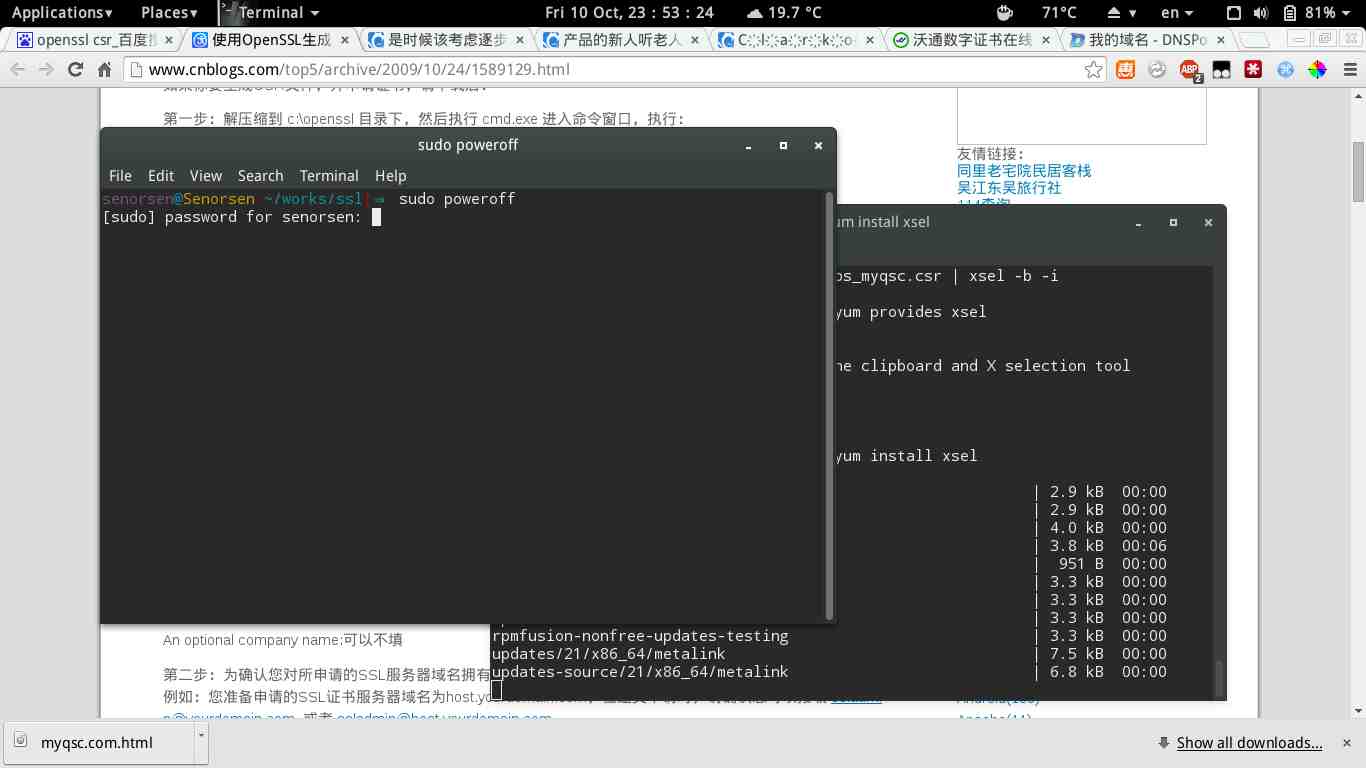 Applications Places Terminal Fri 10 Oct, 23 : 53 : 24 19.7 °C 71°C en 81%
openssl csr_百度搜 使用OpenSSL生成 是时候该考虑逐步 产品的新人听老人 沃通数字证书在线 我的域名 - DNSPo
www.cnblogs.com/top5/archive/2009/10/24/1589129.html
ABP 2
第一步：解压缩到 c:\openssl 目录下，然后执行 cmd.exe 进入命令窗口，执行：
友情链接：
同里老宅院民居客栈
吴江东吴旅行社
114查询
sudo poweroff
File Edit View Search Terminal Help
senorsen@Senorsen ~/works/ssl ⇒ sudo poweroff
[sudo] password for senorsen:
um install xsel
os_myqsc.csr | xsel -b -i
yum provides xsel
ne clipboard and X selection tool
yum install xsel
| 2.9 kB 00:00
| 2.9 kB 00:00
| 4.0 kB 00:00
| 3.8 kB 00:06
| 951 B 00:00
| 3.3 kB 00:00
| 3.3 kB 00:00
| 3.3 kB 00:00
rpmfusion-nonfree-updates-testing | 3.3 kB 00:00
updates/21/x86_64/metalink | 7.5 kB 00:00
updates-source/21/x86_64/metalink | 6.8 kB 00:00
An optional company name:可以不填
第二步：为确认您对所申请的SSL服务器域名拥有
例如：您准备申请的SSL证书服务器域名为
myqsc.com.html
Show all downloads...